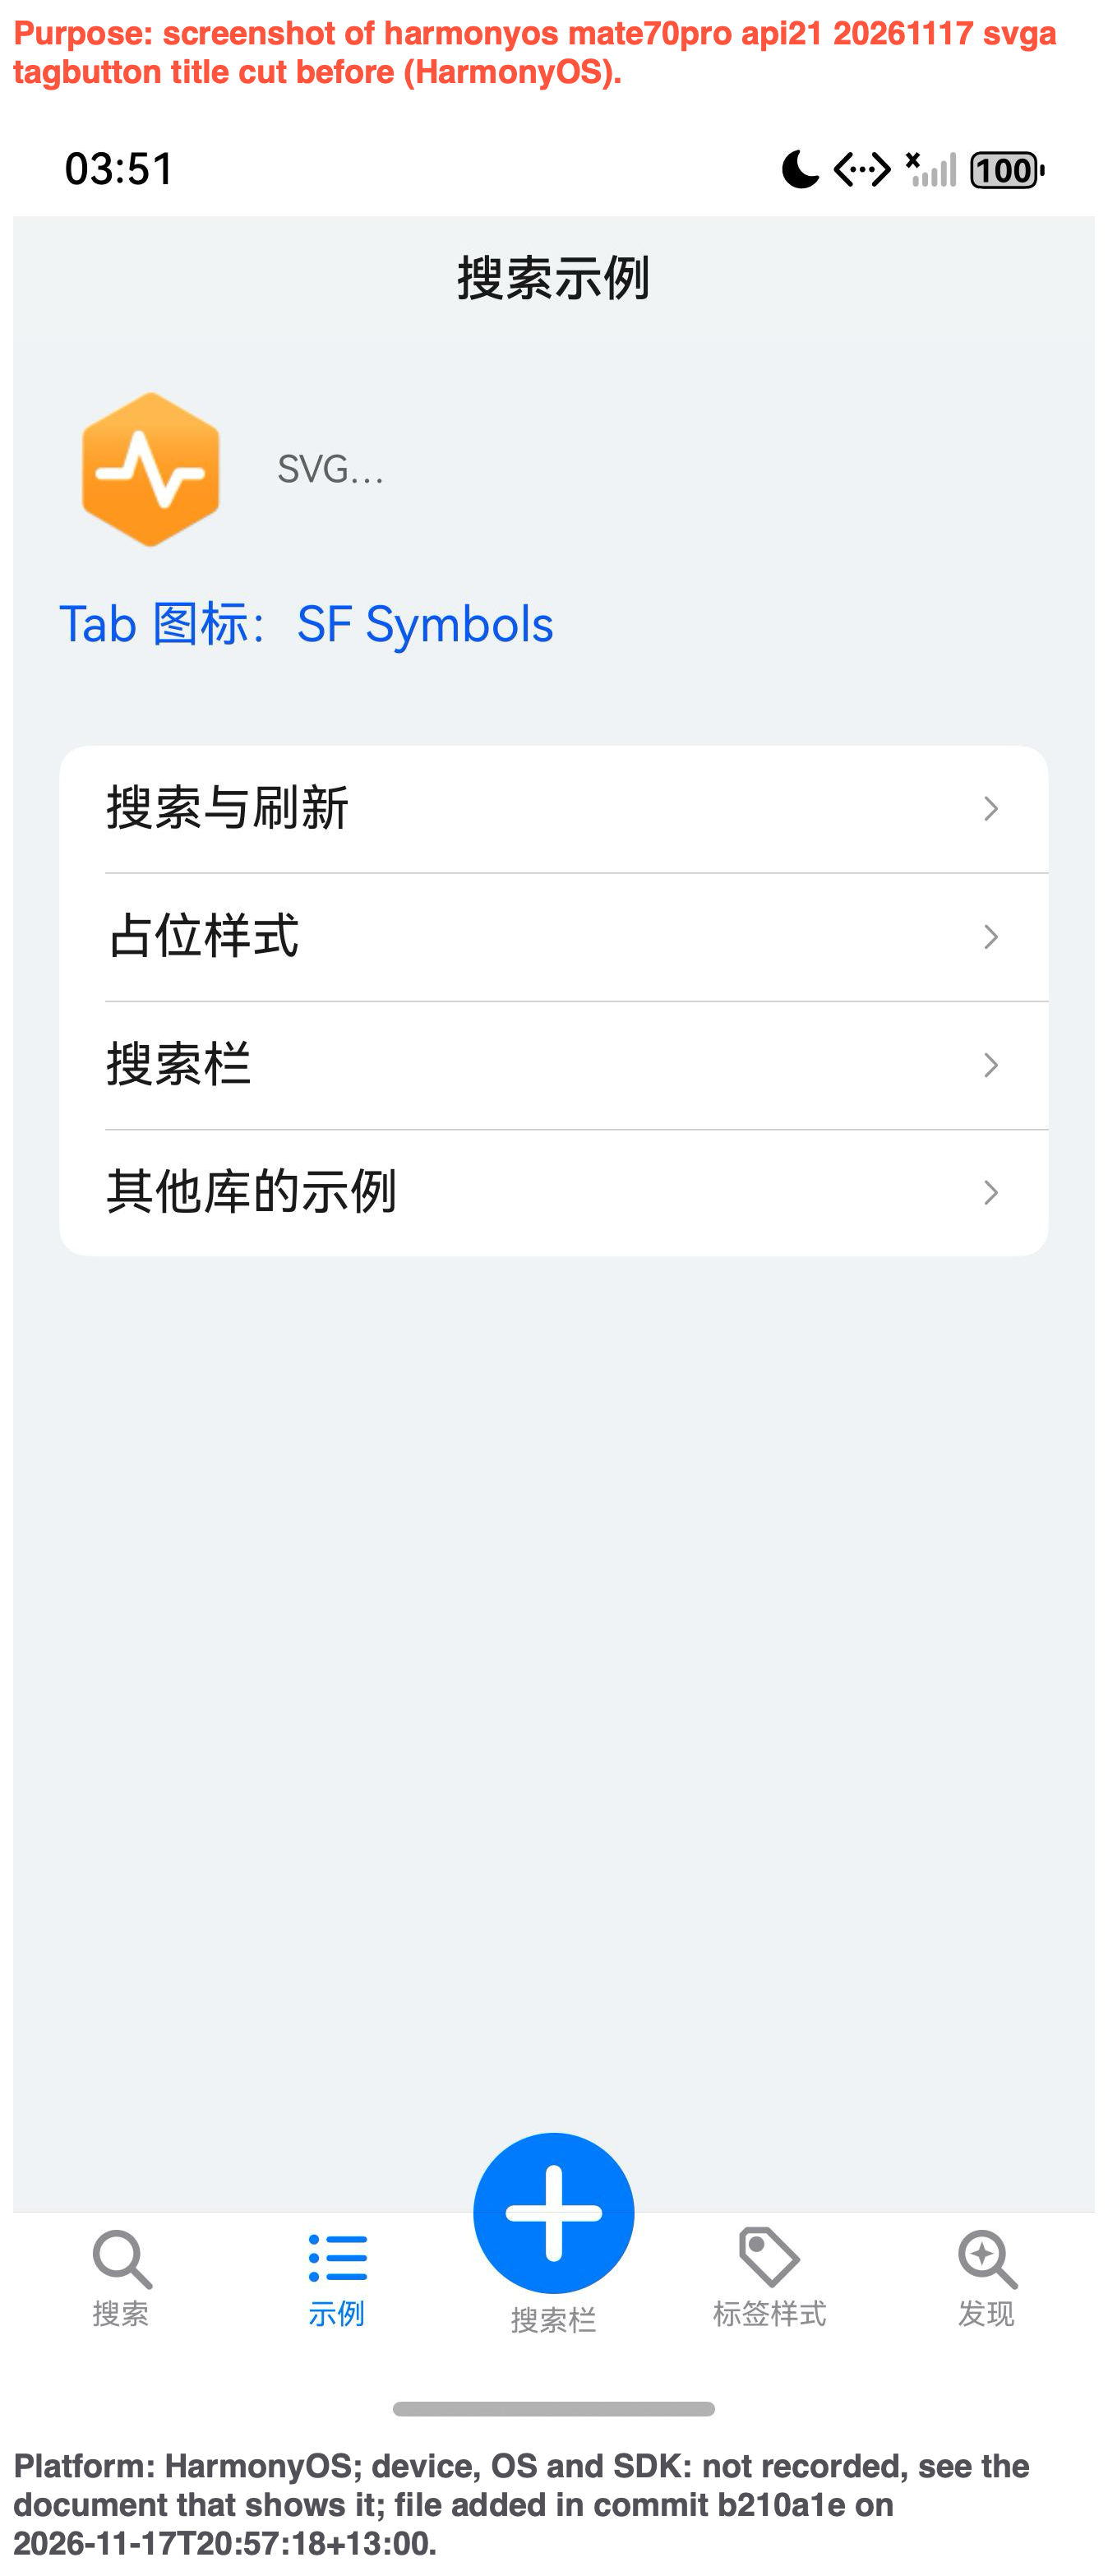 Purpose: screenshot of harmonyos mate70pro api21 20261117 svga
tagbutton title cut before (HarmonyOS).
03:51
100
搜索示例
SVG...
Tab 图标：SF Symbols
搜索与刷新
占位样式
搜索栏
其他库的示例
搜索
示例
搜索栏
标签样式
发现
Platform: HarmonyOS; device, OS and SDK: not recorded, see the
document that shows it; file added in commit b210a1e on
2026-11-17T20:57:18+13:00.